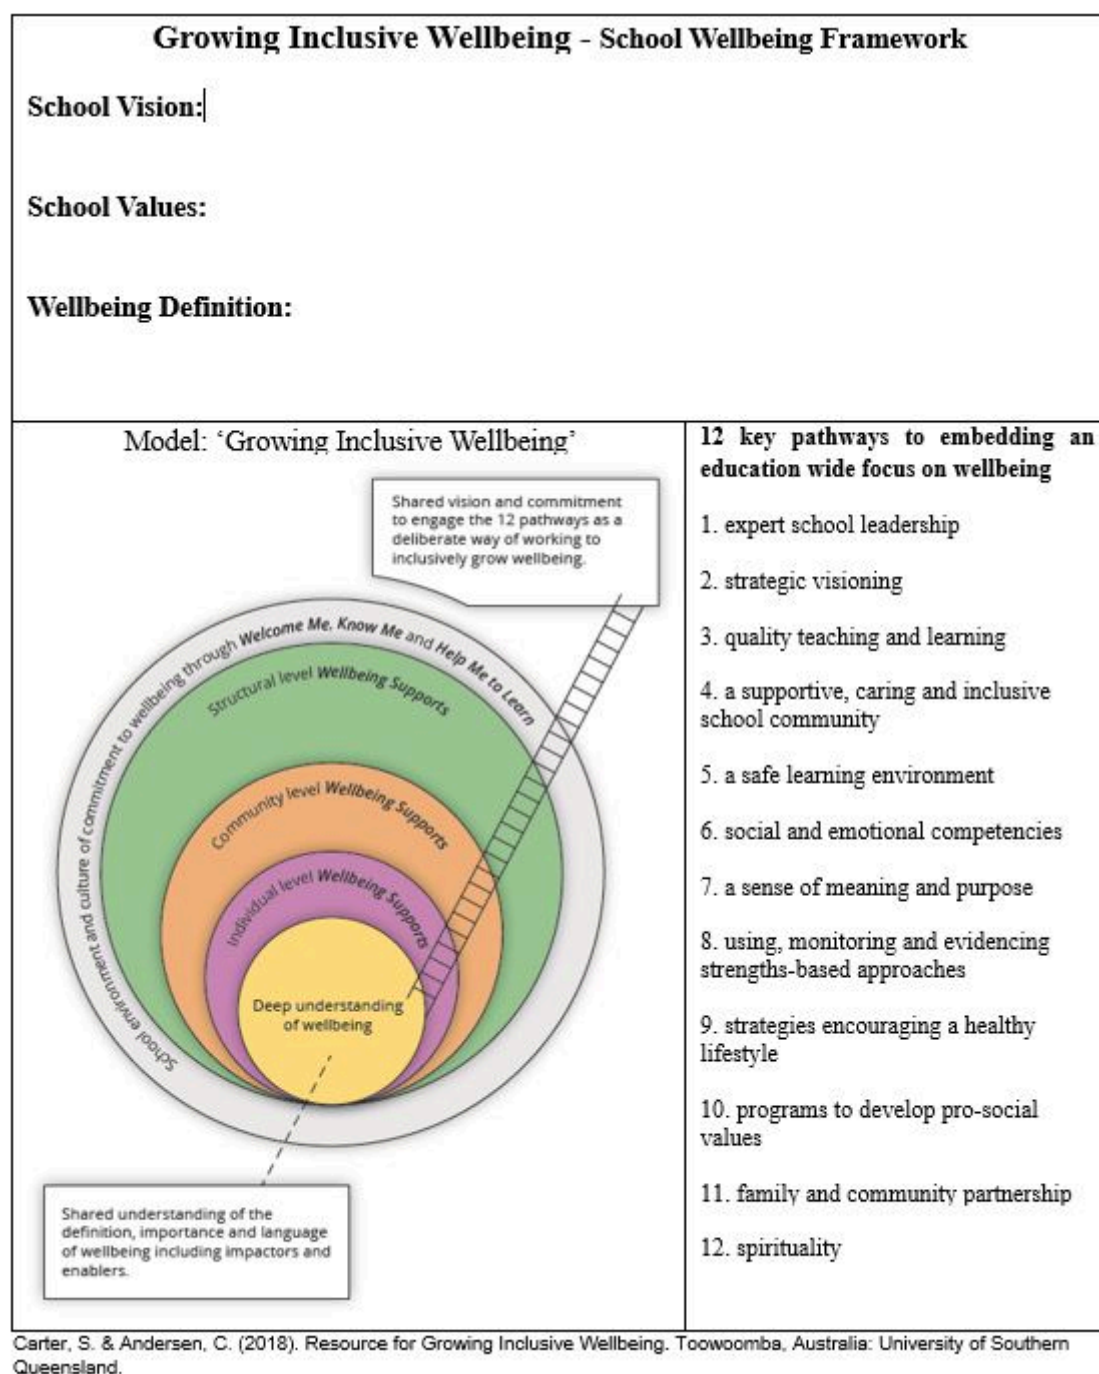 Growing Inclusive Wellbeing - School Wellbeing Framework
School Vision:
School Values:
Wellbeing Definition:
Model: ‘Growing Inclusive Wellbeing’
Shared vision and commitment
to engage the 12 pathways as a
deliberate way of working to
inclusively grow wellbeing.
School environment and culture of commitment to wellbeing through Welcome Me, Know Me and Help Me to Learn
Structural level Wellbeing Supports
Community level Wellbeing Supports
Individual level Wellbeing Supports
Deep understanding
of wellbeing
Shared understanding of the
definition, importance and language
of wellbeing including impactors and
enablers.
12 key pathways to embedding an
education wide focus on wellbeing
1. expert school leadership
2. strategic visioning
3. quality teaching and learning
4. a supportive, caring and inclusive
school community
5. a safe learning environment
6. social and emotional competencies
7. a sense of meaning and purpose
8. using, monitoring and evidencing
strengths-based approaches
9. strategies encouraging a healthy
lifestyle
10. programs to develop pro-social
values
11. family and community partnership
12. spirituality
Carter, S. & Andersen, C. (2018). Resource for Growing Inclusive Wellbeing. Toowoomba, Australia: University of Southern
Queensland.